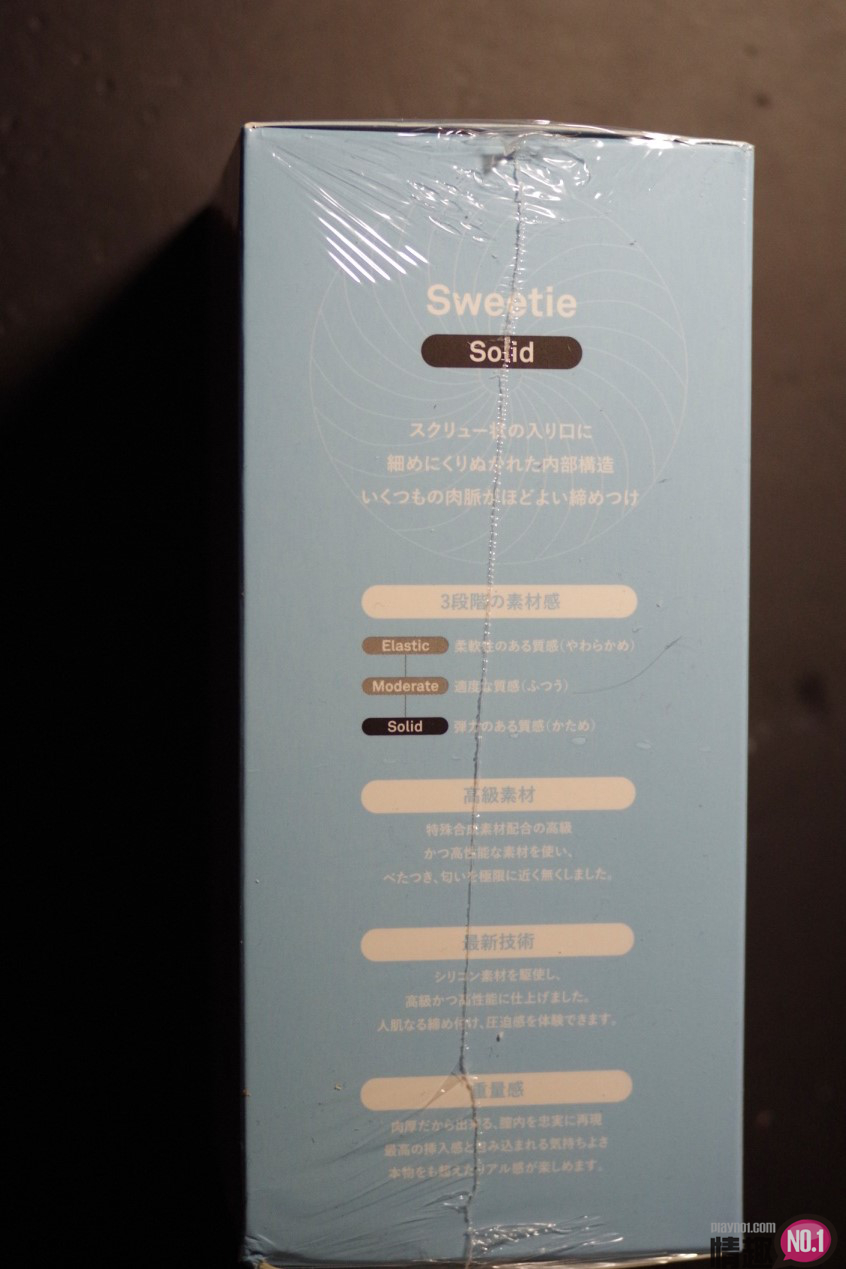 Sweetie
Solid
スクリュー状の入り口に
細めにくりぬかれた内部構造
いくつもの肉脈がほどよい締めつけ
3段階の素材感
Elastic 柔軟性のある質感(やわらかめ)
Moderate 適度な質感(ふつう)
Solid 弾力のある質感(かため)
高級素材
特殊合成素材配合の高級
かつ高性能な素材を使い、
べたつき、匂いを極限に近く無くしました。
最新技術
シリコン素材を駆使し、
高級かつ高性能に仕上げました。
人肌なる締め付け、圧迫感を体験できます。
重量感
肉厚だから出来る、膣内を忠実に再現
最高の挿入感と包み込まれる気持ちよさ
本物をも超えたリアル感が楽しめます。
playno1.com
情趣 NO.1